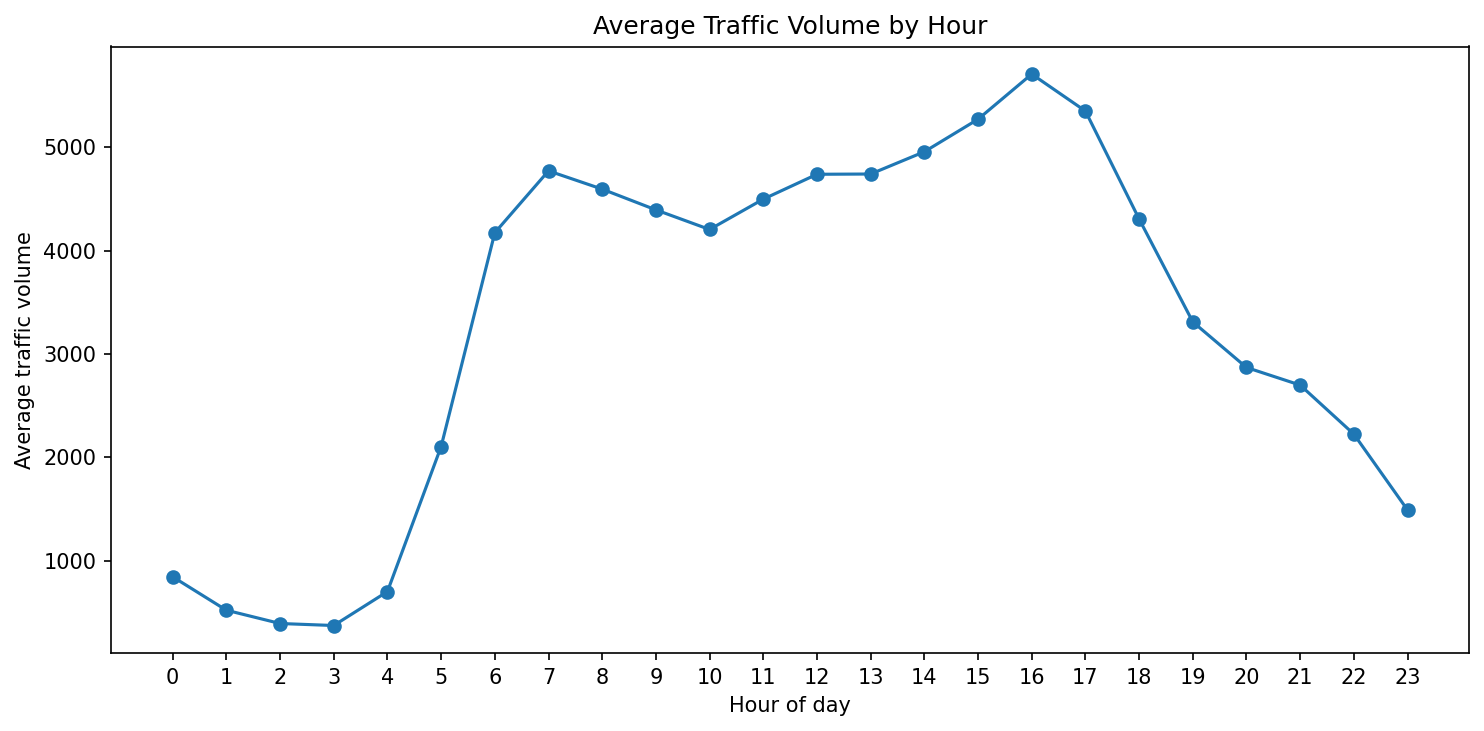 Average Traffic Volume by Hour
Average traffic volume
5000
4000
3000
2000
1000
0 1 2 3 4 5 6 7 8 9 10 11 12 13 14 15 16 17 18 19 20 21 22 23
Hour of day